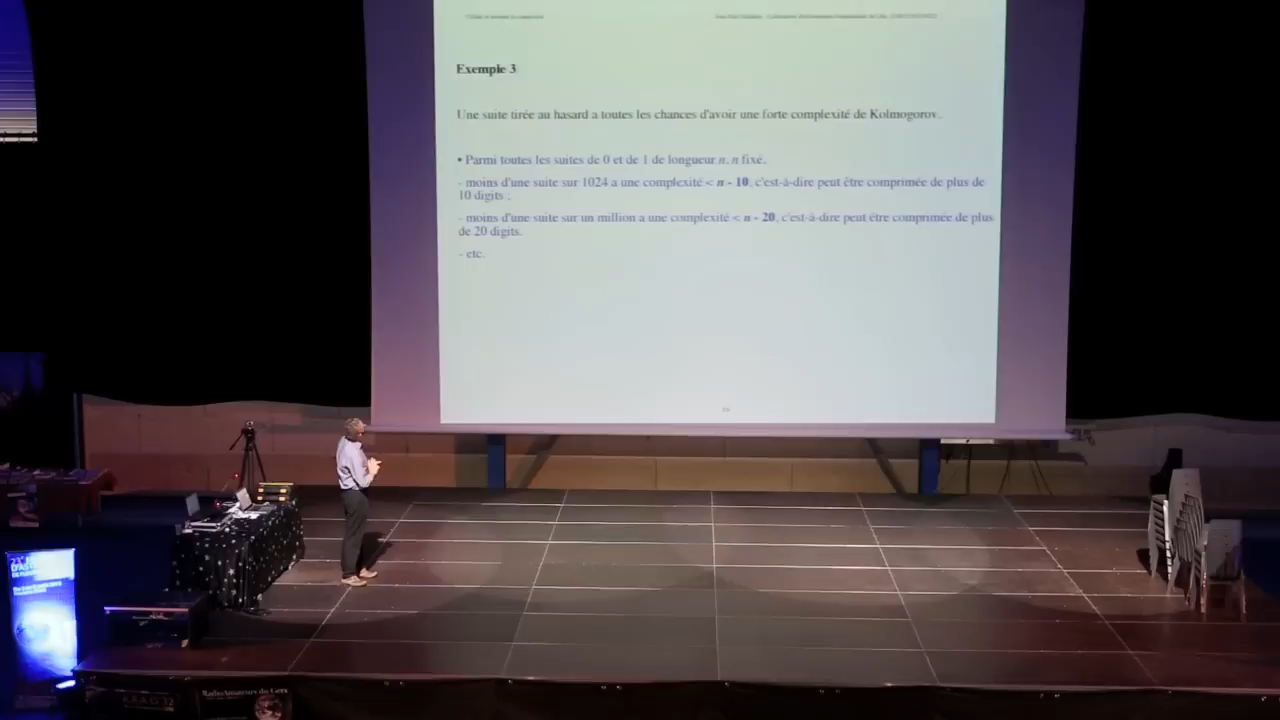 Exemple 3
Une suite tirée au hasard a toutes les chances d'avoir une forte complexité de Kolmogorov.
• Parmi toutes les suites de 0 et de 1 de longueur n, n fixé,
- moins d'une suite sur 1024 a une complexité < n - 10, c'est-à-dire peut être comprimée de plus de
10 digits ;
- moins d'une suite sur un million a une complexité < n - 20, c'est-à-dire peut être comprimée de plus
de 20 digits.
- etc.
RadioAmateurs du Gers